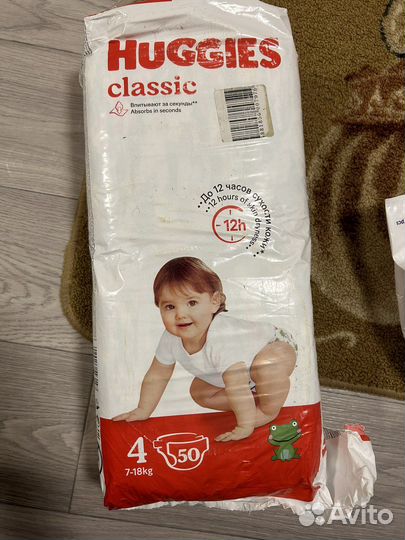 HUGGIES
classic
Впитывают за секунды**
Absorbs in seconds
До 12 часов сухости кожи*
12 hours of skin dryness
12h
4
50
7-18kg
Avito